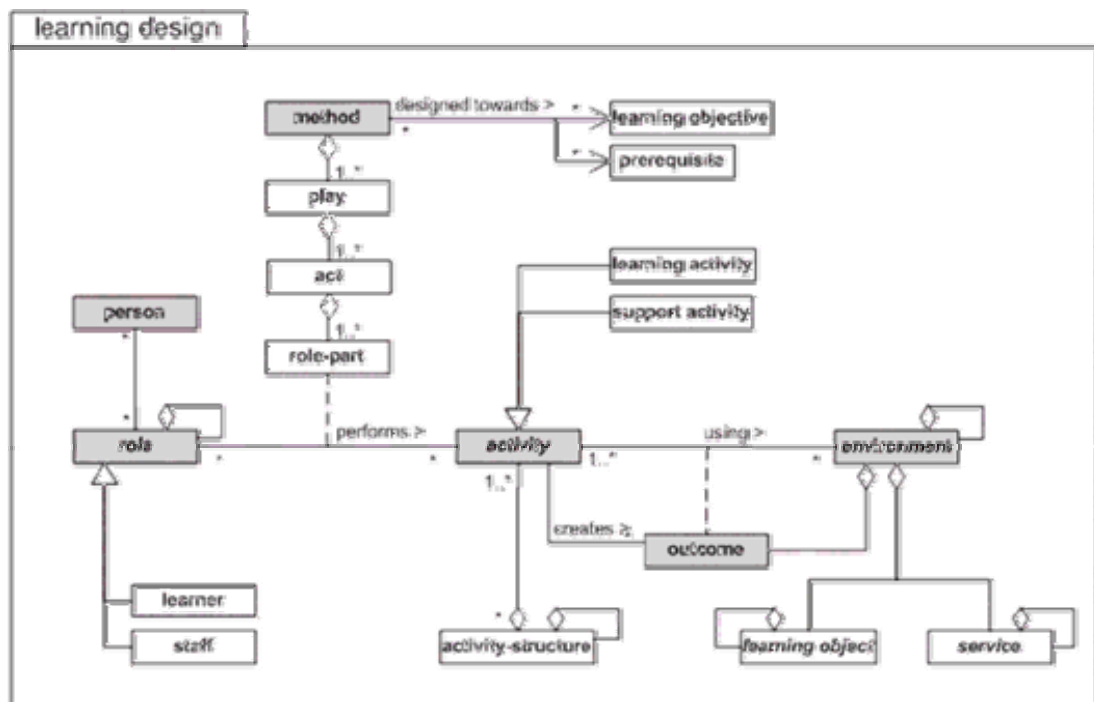 learning design
method
designed towards >
*
*
learning objective
*
prerequisite
1..*
play
1..*
act
1..*
role-part
learning activity
support activity
person
*
*
role
*
performs >
*
activity
1..*
using >
*
environment
1..*
creates >
outcome
learner
staff
*
activity-structure
learning object
service